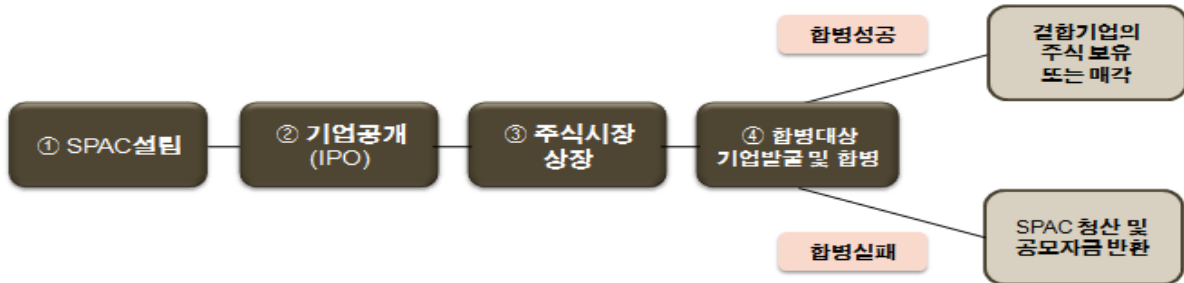 ① SPAC설립
② 기업공개
(IPO)
③ 주식시장
상장
④ 합병대상
기업발굴 및 합병
합병성공
결합기업의
주식 보유
또는 매각
합병실패
SPAC 청산 및
공모자금 반환